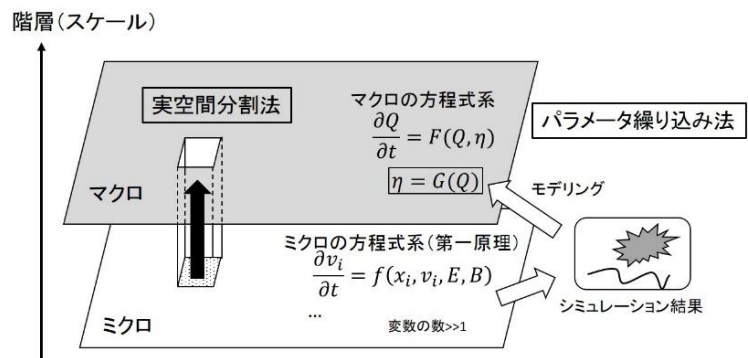 階層(スケール)
実空間分割法
マクロの方程式系
∂Q/∂t = F(Q, η)
η = G(Q)
パラメータ繰り込み法
マクロ
モデリング
ミクロの方程式系(第一原理)
∂v_i/∂t = f(x_i, v_i, E, B)
...
変数の数>>1
シミュレーション結果
ミクロ